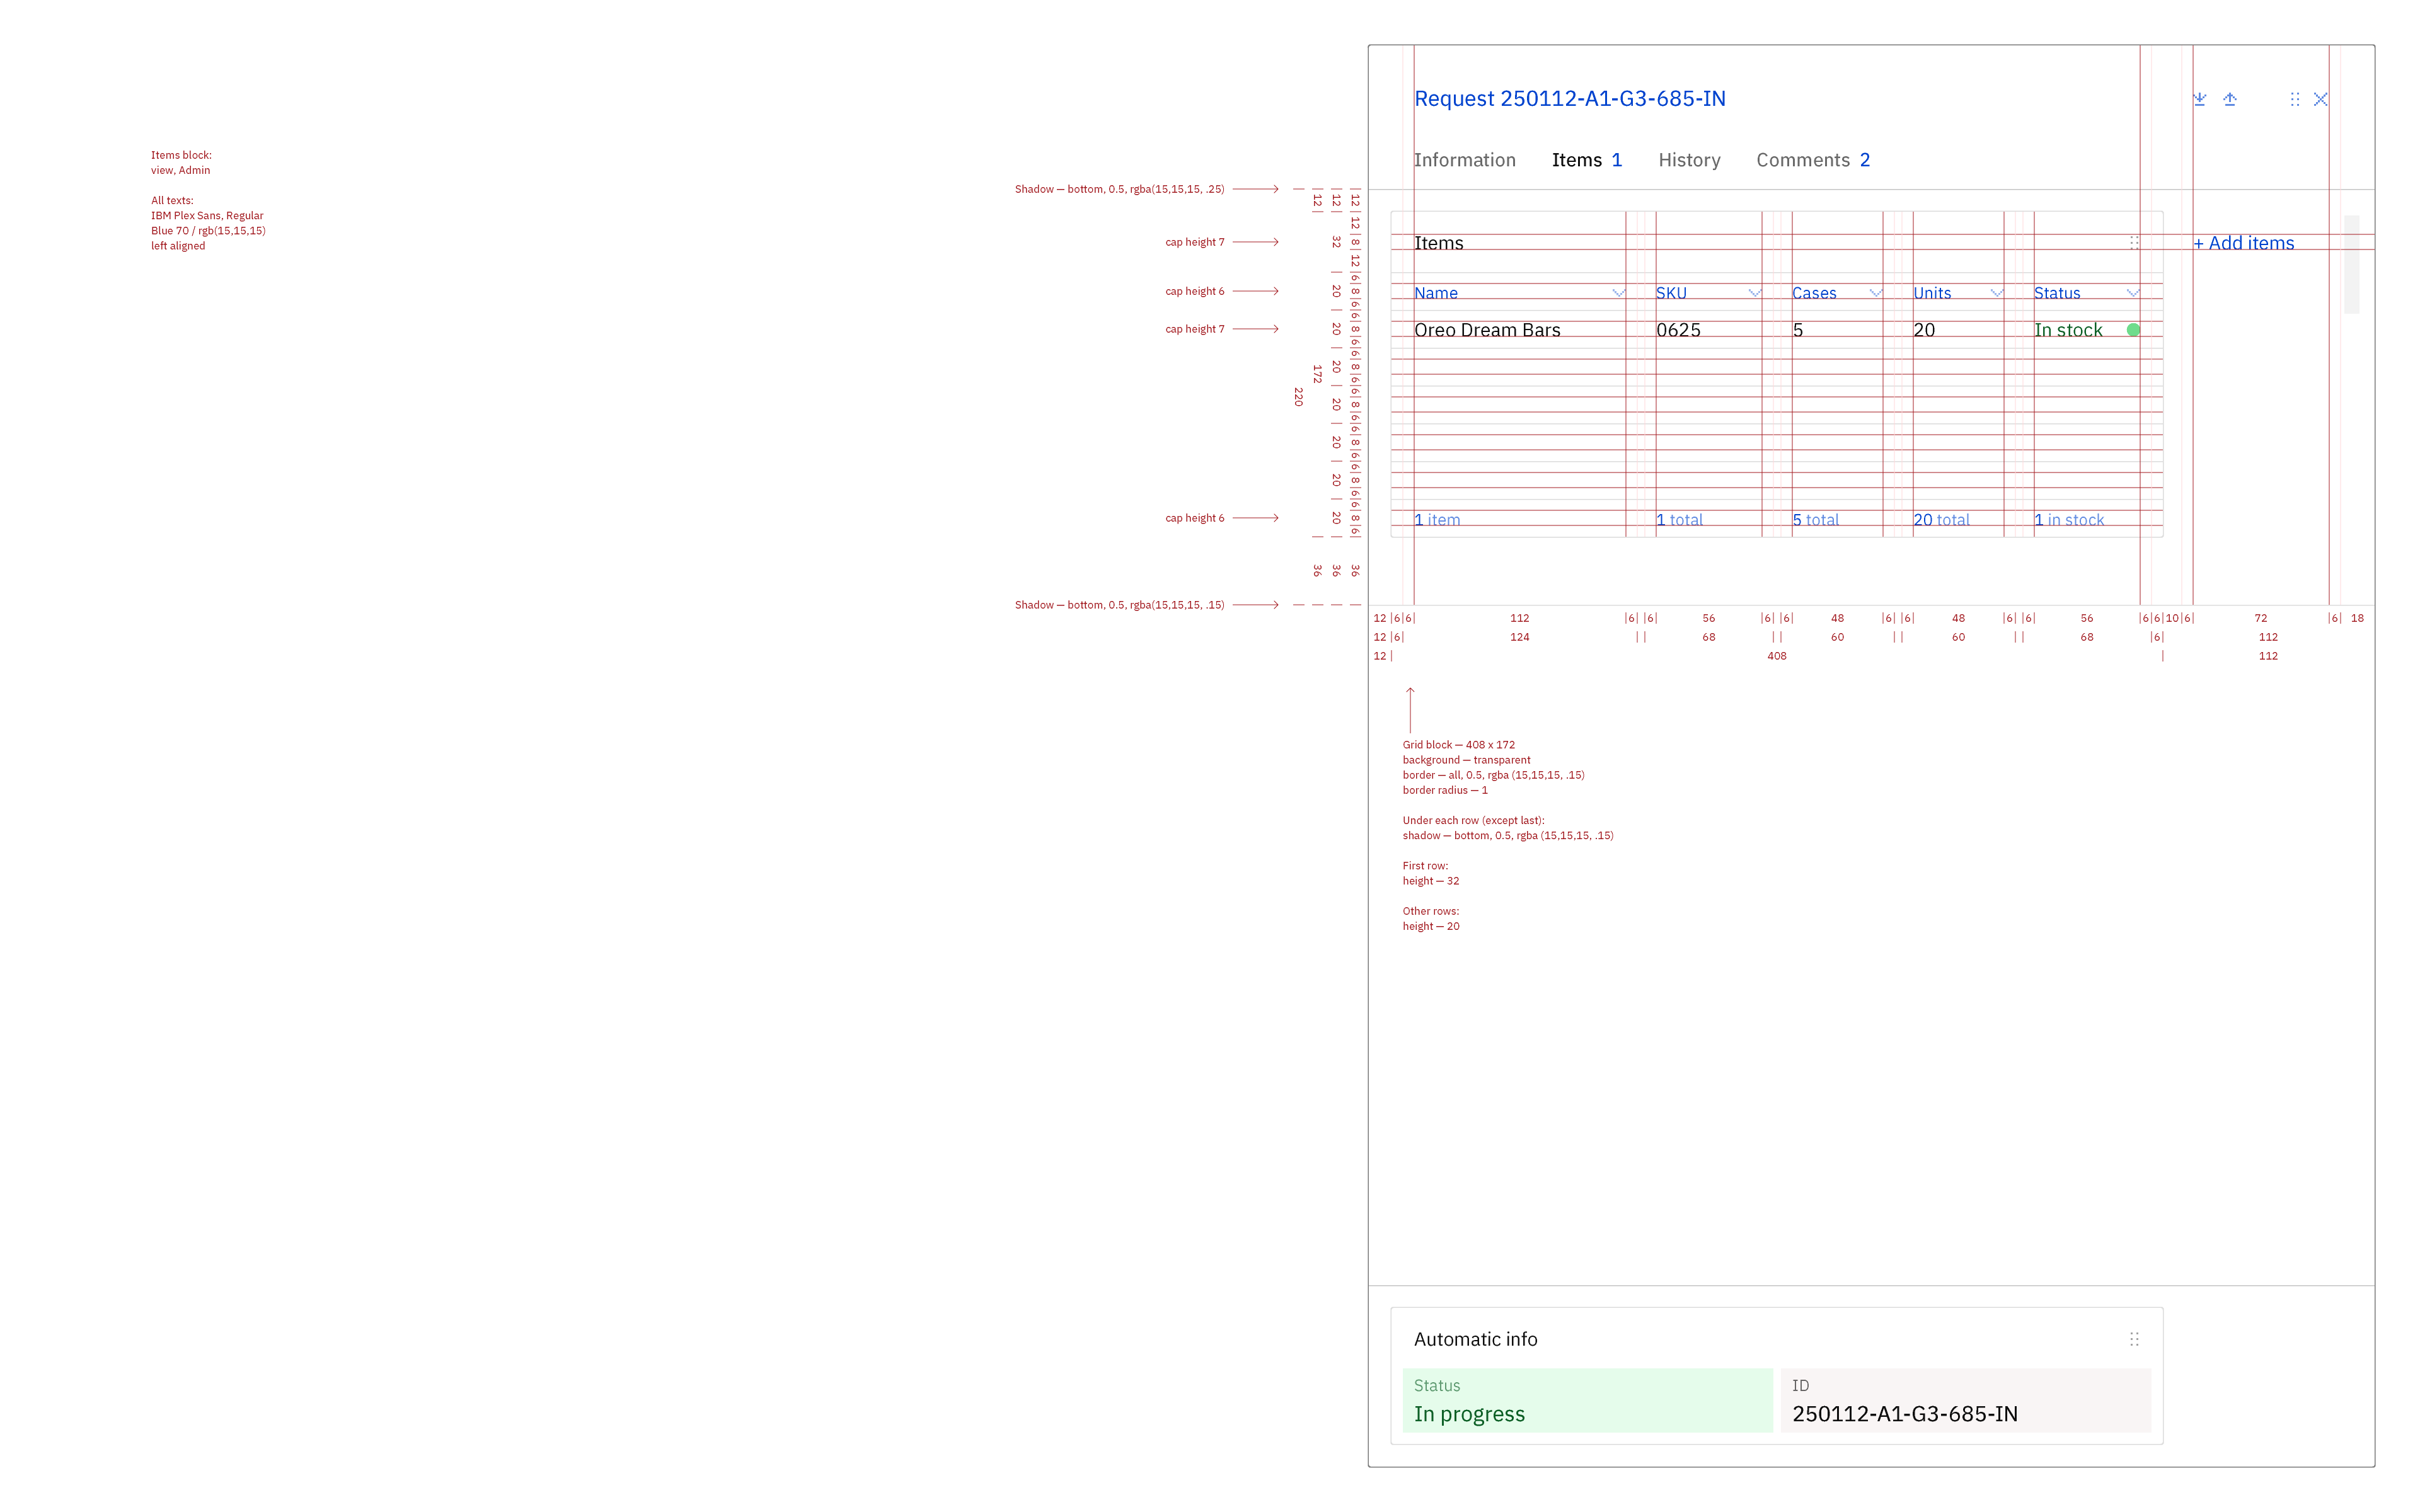 Request 250112-A1-G3-685-IN
Information Items 1 History Comments 2
Items block:
view, Admin
All texts:
IBM Plex Sans, Regular
Blue 70 / rgb(15,15,15)
left aligned
Shadow — bottom, 0.5, rgba(15,15,15, .25)
12 12 12
12
cap height 7
32 8
Items + Add items
12
6
cap height 6
20 8
Name SKU Cases Units Status
6
6
cap height 7
20 8
Oreo Dream Bars 0625 5 20 In stock
6
6
20 8
172
6
6
220
20 8
6
6
20 8
6
6
20 8
6
6
cap height 6
20 8
1 item 1 total 5 total 20 total 1 in stock
6
36 36 36
Shadow — bottom, 0.5, rgba(15,15,15, .15)
12 |6|6| 112 |6| |6| 56 |6| |6| 48 |6| |6| 48 |6| |6| 56 |6|6|10|6| 72 |6| 18
12 |6| 124 | | 68 | | 60 | | 60 | | 68 |6| 112
12 | 408 | 112
Grid block — 408 x 172
background — transparent
border — all, 0.5, rgba (15,15,15, .15)
border radius — 1
Under each row (except last):
shadow — bottom, 0.5, rgba (15,15,15, .15)
First row:
height — 32
Other rows:
height — 20
Automatic info
Status ID
In progress 250112-A1-G3-685-IN